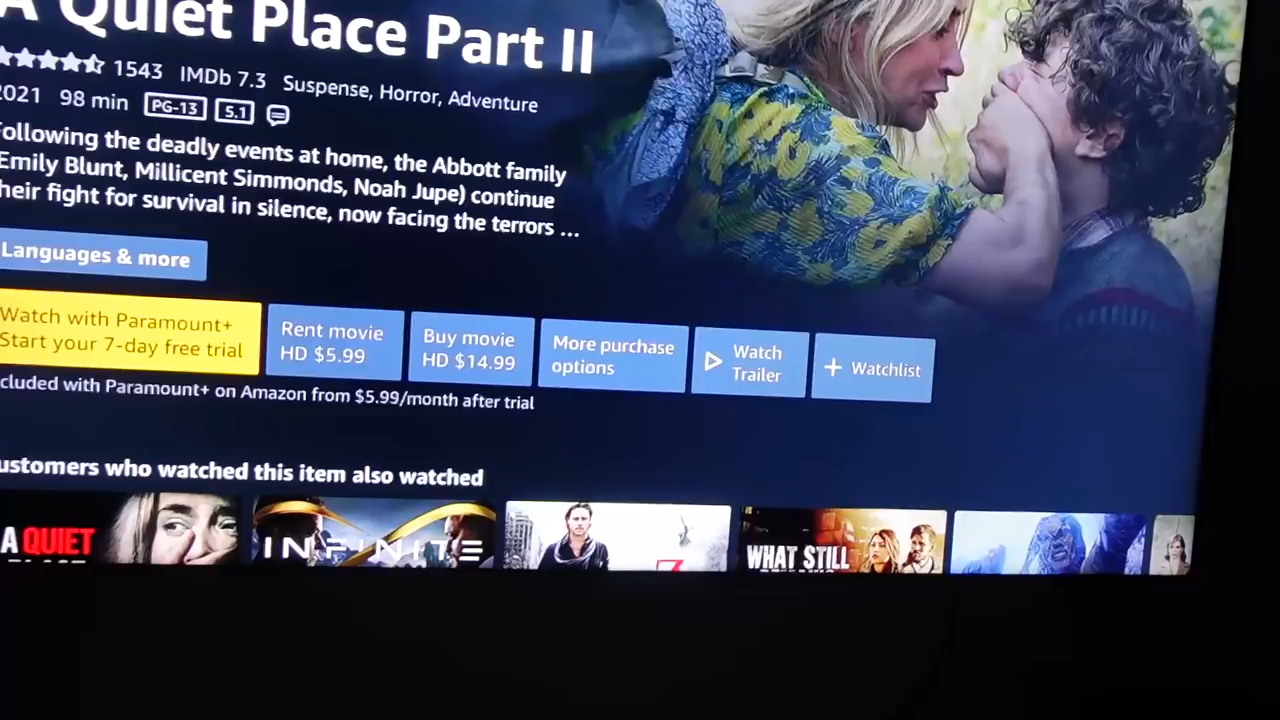 A Quiet Place Part II
1543 IMDb 7.3 Suspense, Horror, Adventure
2021 98 min PG-13 5.1
Following the deadly events at home, the Abbott family
Emily Blunt, Millicent Simmonds, Noah Jupe) continue
heir fight for survival in silence, now facing the terrors ...
Languages & more
Watch with Paramount+
Start your 7-day free trial
Rent movie
HD $5.99
Buy movie
HD $14.99
More purchase
options
Watch
Trailer
+ Watchlist
cluded with Paramount+ on Amazon from $5.99/month after trial
ustomers who watched this item also watched
A QUIET
INFINITE
WHAT STILL